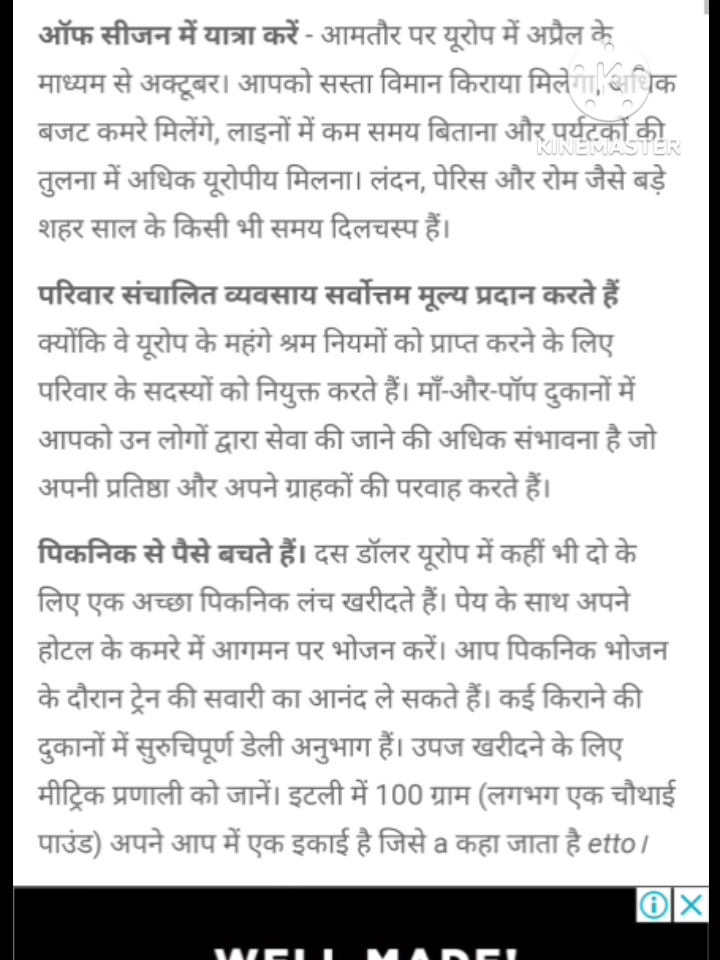 ऑफ सीजन में यात्रा करें - आमतौर पर यूरोप में अप्रैल के
माध्यम से अक्टूबर। आपको सस्ता विमान किराया मिलेगा, अधिक
बजट कमरे मिलेंगे, लाइनों में कम समय बिताना और पर्यटकों की
KINEMASTER
तुलना में अधिक यूरोपीय मिलना। लंदन, पेरिस और रोम जैसे बड़े
शहर साल के किसी भी समय दिलचस्प हैं।
परिवार संचालित व्यवसाय सर्वोत्तम मूल्य प्रदान करते हैं
क्योंकि वे यूरोप के महंगे श्रम नियमों को प्राप्त करने के लिए
परिवार के सदस्यों को नियुक्त करते हैं। माँ-और-पॉप दुकानों में
आपको उन लोगों द्वारा सेवा की जाने की अधिक संभावना है जो
अपनी प्रतिष्ठा और अपने ग्राहकों की परवाह करते हैं।
पिकनिक से पैसे बचते हैं। दस डॉलर यूरोप में कहीं भी दो के
लिए एक अच्छा पिकनिक लंच खरीदते हैं। पेय के साथ अपने
होटल के कमरे में आगमन पर भोजन करें। आप पिकनिक भोजन
के दौरान ट्रेन की सवारी का आनंद ले सकते हैं। कई किराने की
दुकानों में सुरुचिपूर्ण डेली अनुभाग हैं। उपज खरीदने के लिए
मीट्रिक प्रणाली को जानें। इटली में 100 ग्राम (लगभग एक चौथाई
पाउंड) अपने आप में एक इकाई है जिसे a कहा जाता है etto।
WELL MADE!